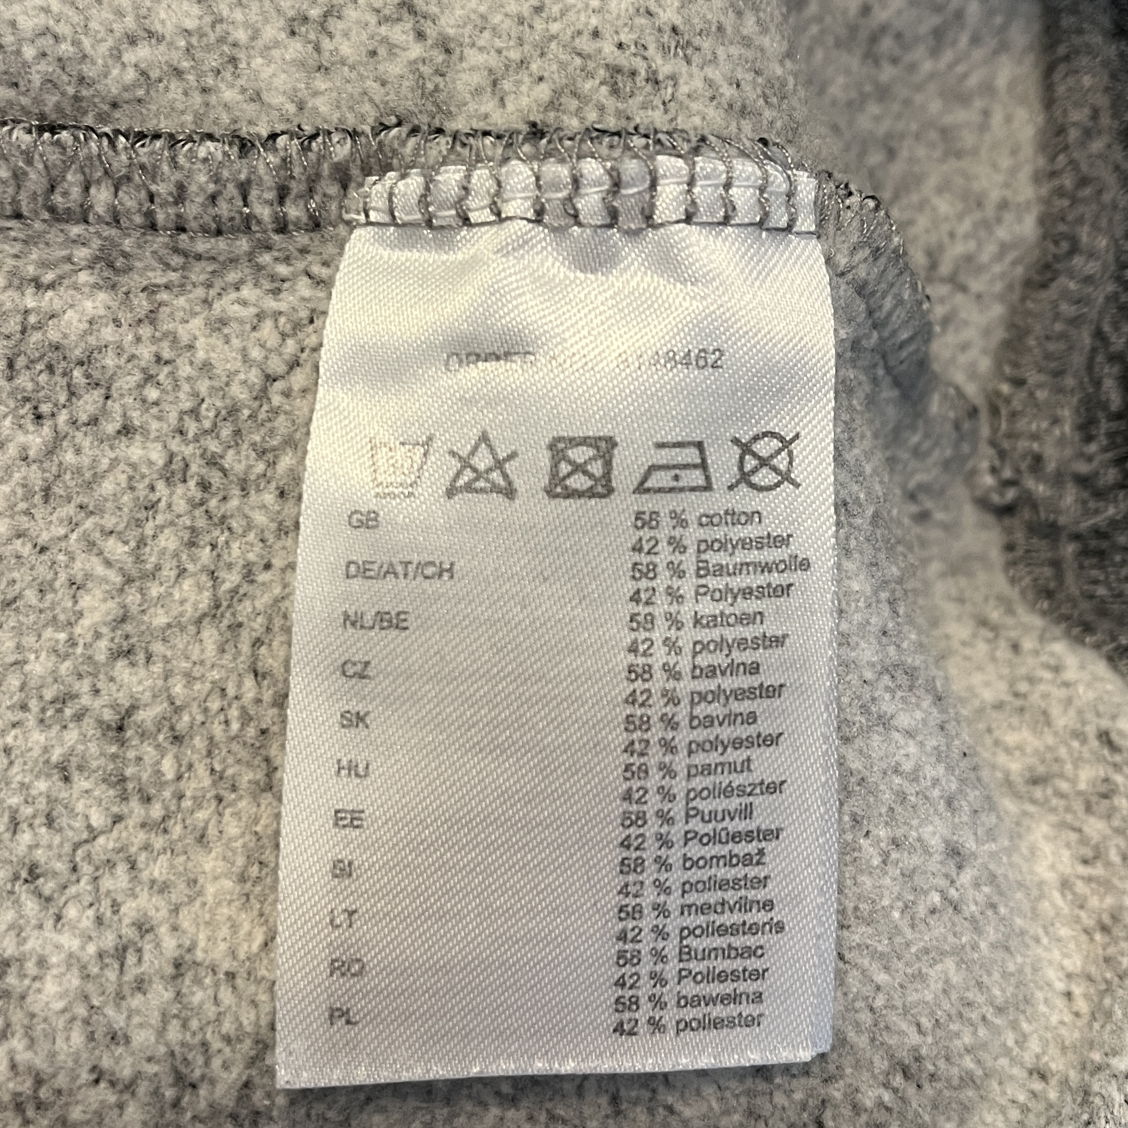 8462
GB 58 % cotton
42 % polyester
DE/AT/CH 58 % Baumwolle
42 % Polyester
NL/BE 58 % katoen
42 % polyester
CZ 58 % bavlna
42 % polyester
SK 58 % bavlna
42 % polyester
HU 58 % pamut
42 % poliészter
EE 58 % Puuvill
42 % Polüester
SI 58 % bombaž
42 % poliester
LT 58 % medvilnė
42 % poliesteris
RO 58 % Bumbac
42 % Poliester
PL 58 % bawełna
42 % poliester